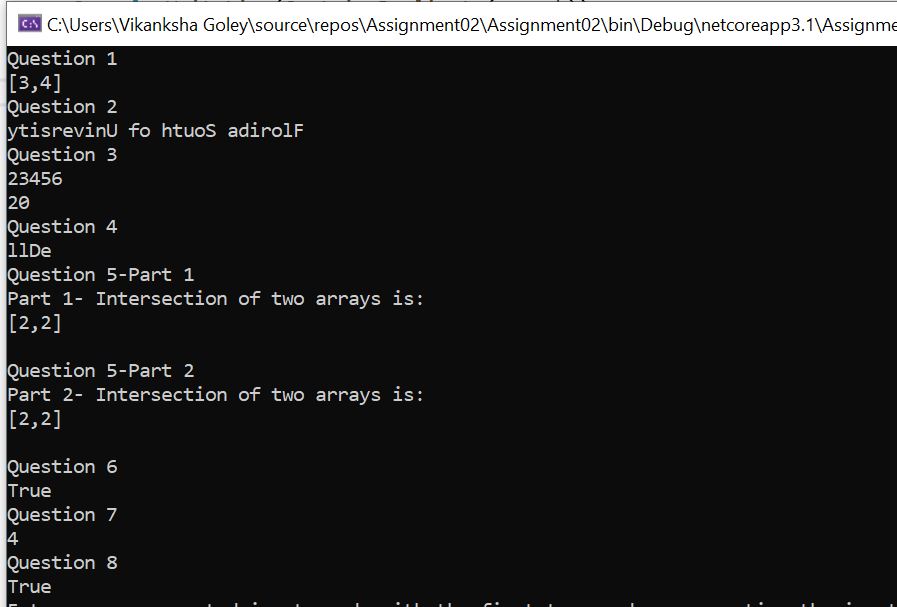 C:\Users\Vikanksha Goley\source\repos\Assignment02\Assignment02\bin\Debug\netcoreapp3.1\Assignme
Question 1
[3,4]
Question 2
ytisrevinU fo htuoS adirolF
Question 3
23456
20
Question 4
llDe
Question 5-Part 1
Part 1- Intersection of two arrays is:
[2,2]
Question 5-Part 2
Part 2- Intersection of two arrays is:
[2,2]
Question 6
True
Question 7
4
Question 8
True